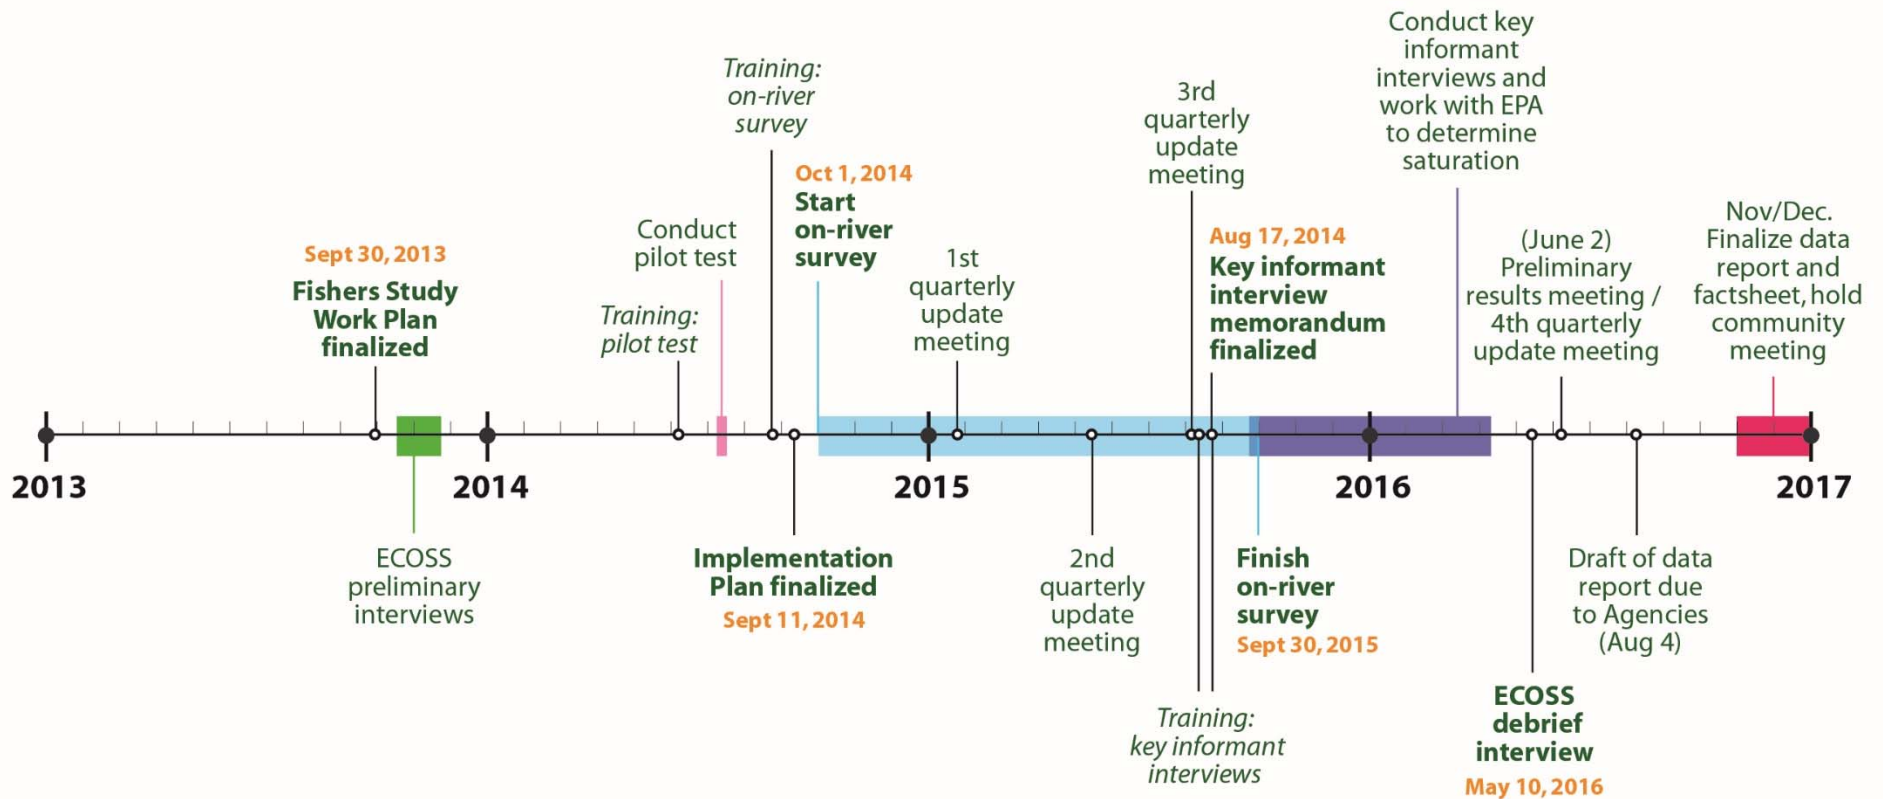 Conduct key
informant
interviews and
work with EPA
to determine
saturation
Training:
on-river
survey
3rd
quarterly
update
meeting
Oct 1, 2014
Start
on-river
survey
Conduct
pilot test
Sept 30, 2013
Fishers Study
Work Plan
finalized
Training:
pilot test
1st
quarterly
update
meeting
Aug 17, 2014
Key informant
interview
memorandum
finalized
(June 2)
Preliminary
results meeting /
4th quarterly
update meeting
Nov/Dec.
Finalize data
report and
factsheet, hold
community
meeting
2013
2014
2015
2016
2017
ECOSS
preliminary
interviews
Implementation
Plan finalized
Sept 11, 2014
2nd
quarterly
update
meeting
Finish
on-river
survey
Sept 30, 2015
Draft of data
report due
to Agencies
(Aug 4)
Training:
key informant
interviews
ECOSS
debrief
interview
May 10, 2016